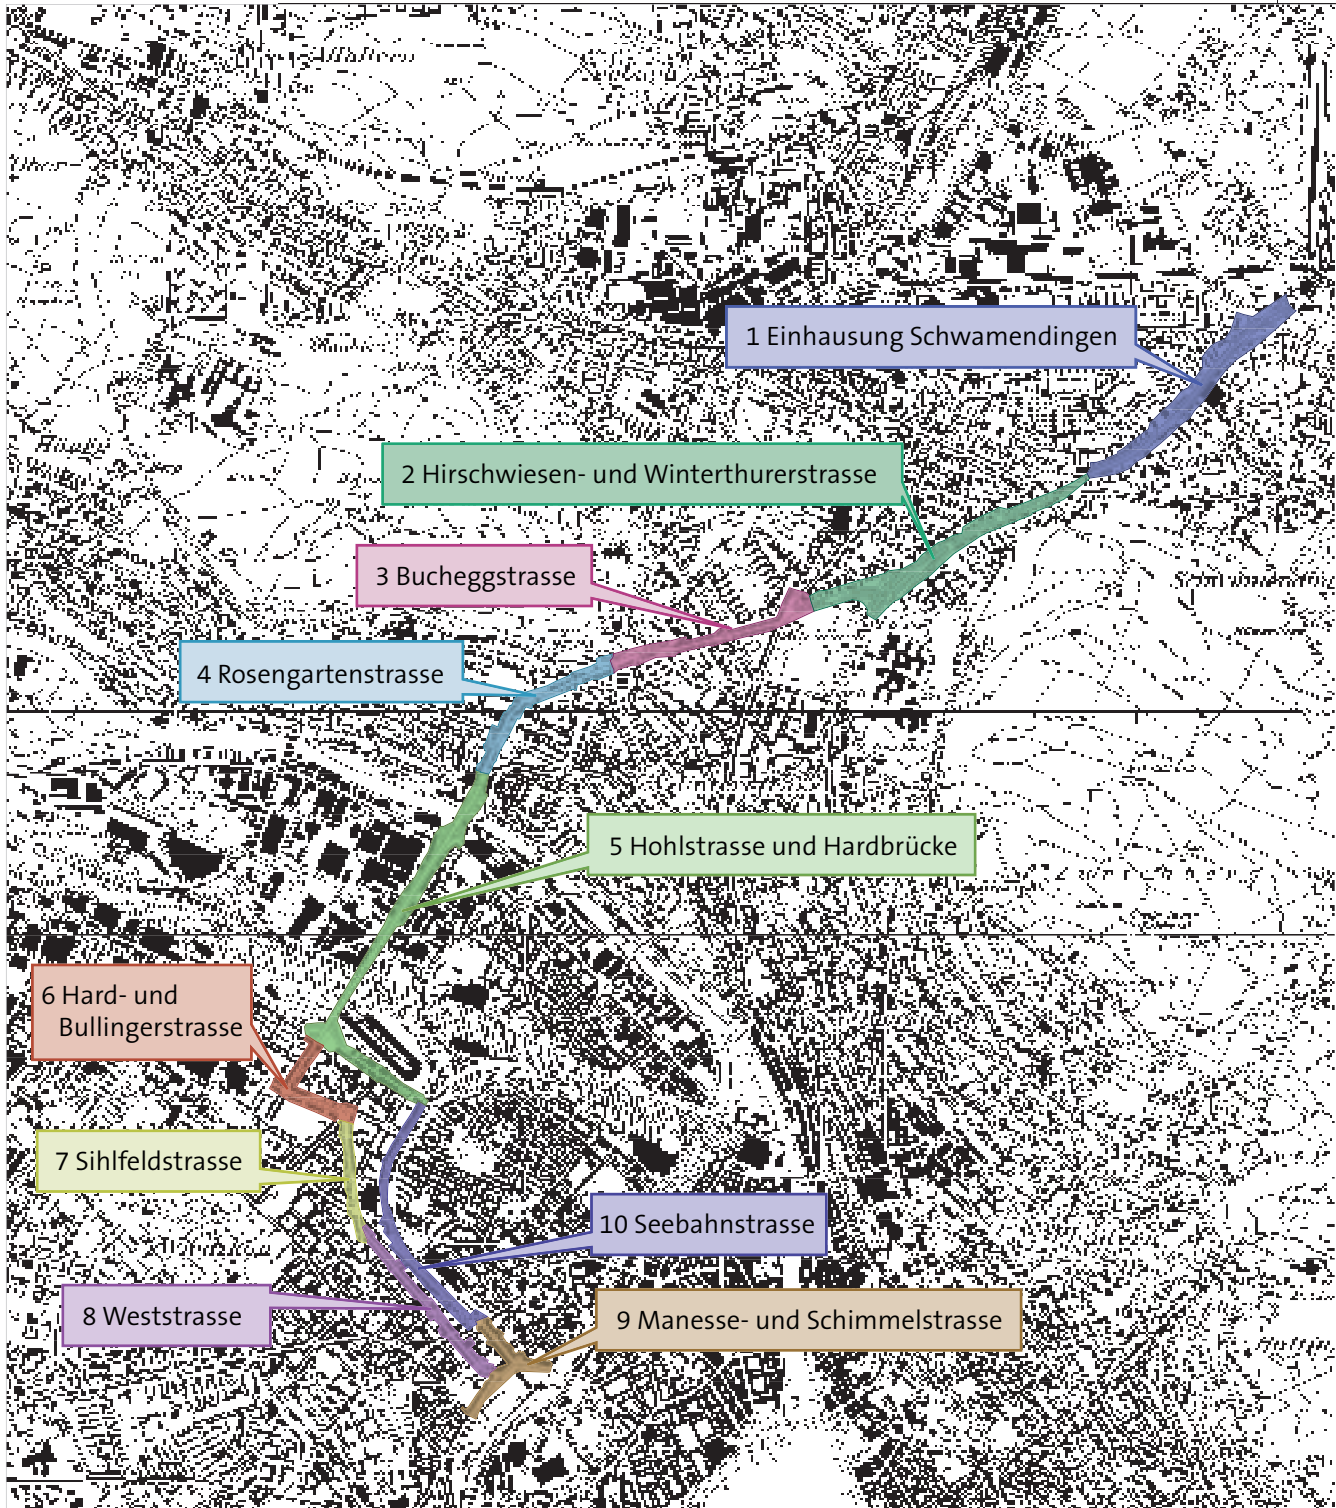 1 Einhausung Schwamendingen
2 Hirschwiesen- und Winterthurerstrasse
3 Bucheggstrasse
4 Rosengartenstrasse
5 Hohlstrasse und Hardbrücke
6 Hard- und
Bullingerstrasse
7 Sihlfeldstrasse
10 Seebahnstrasse
8 Weststrasse
9 Manesse- und Schimmelstrasse